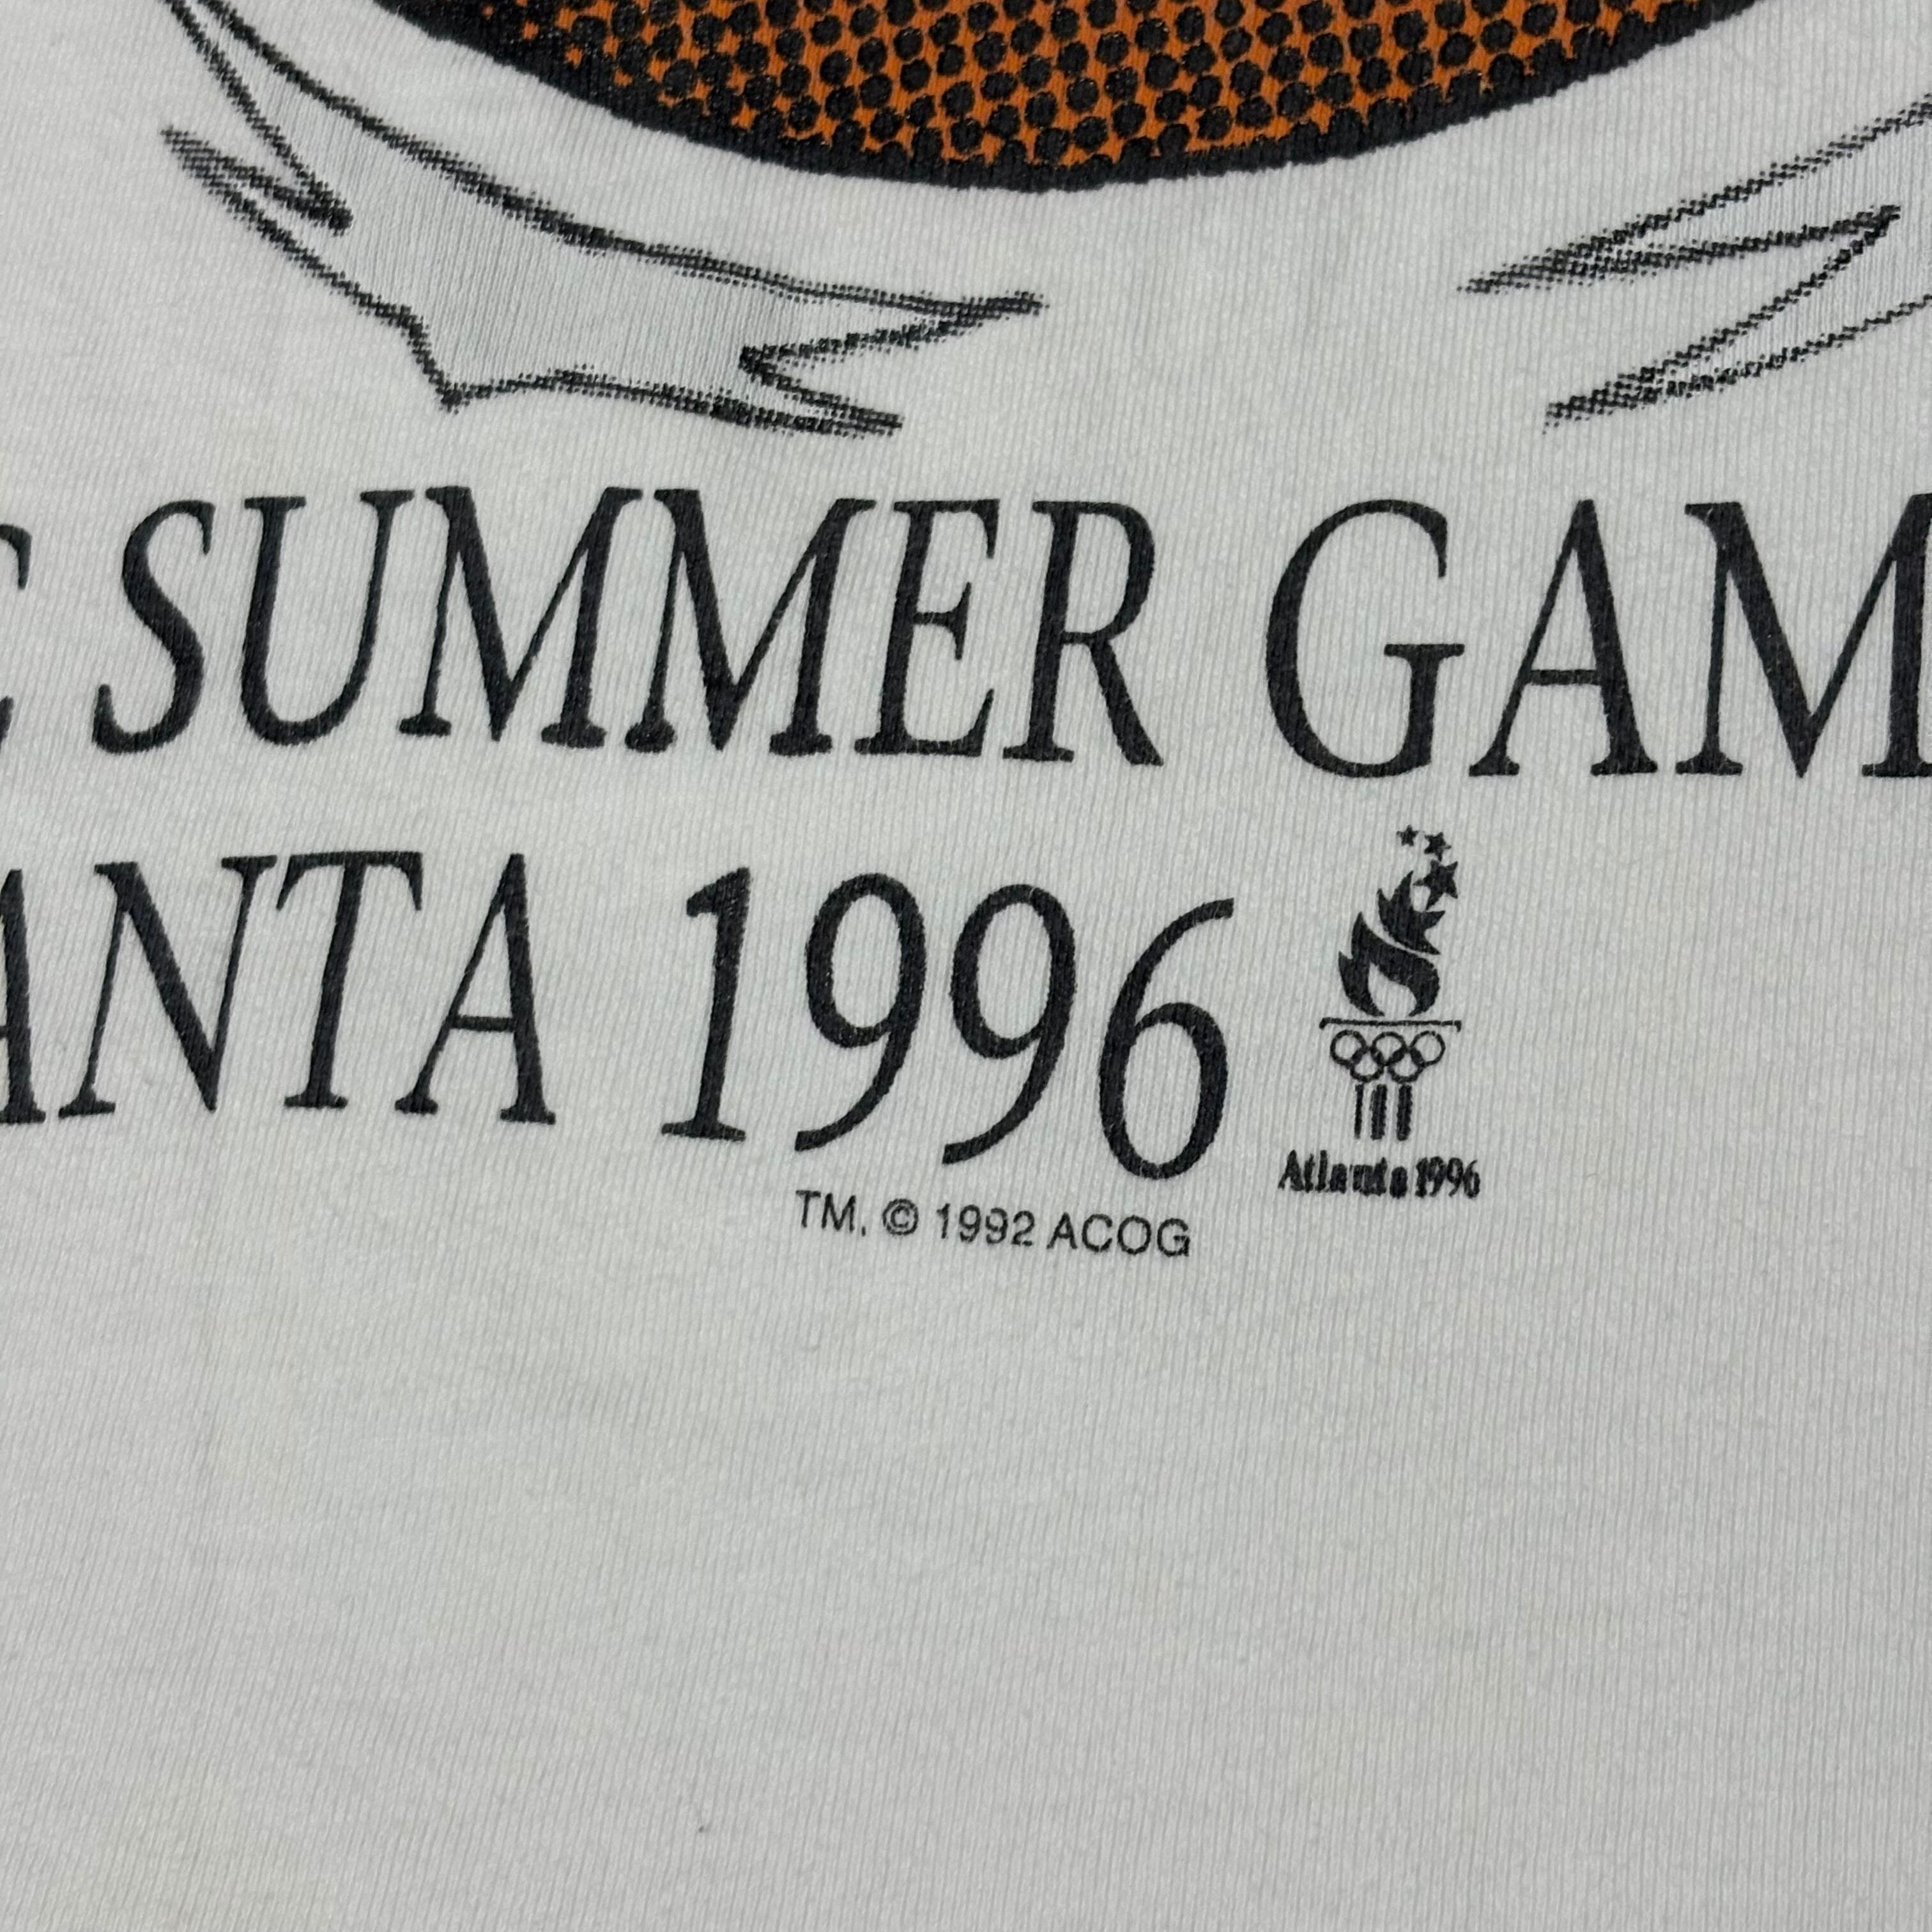 C SUMMER GAM
ANTA 1996
Atlanta 1996
TM, © 1992 ACOG